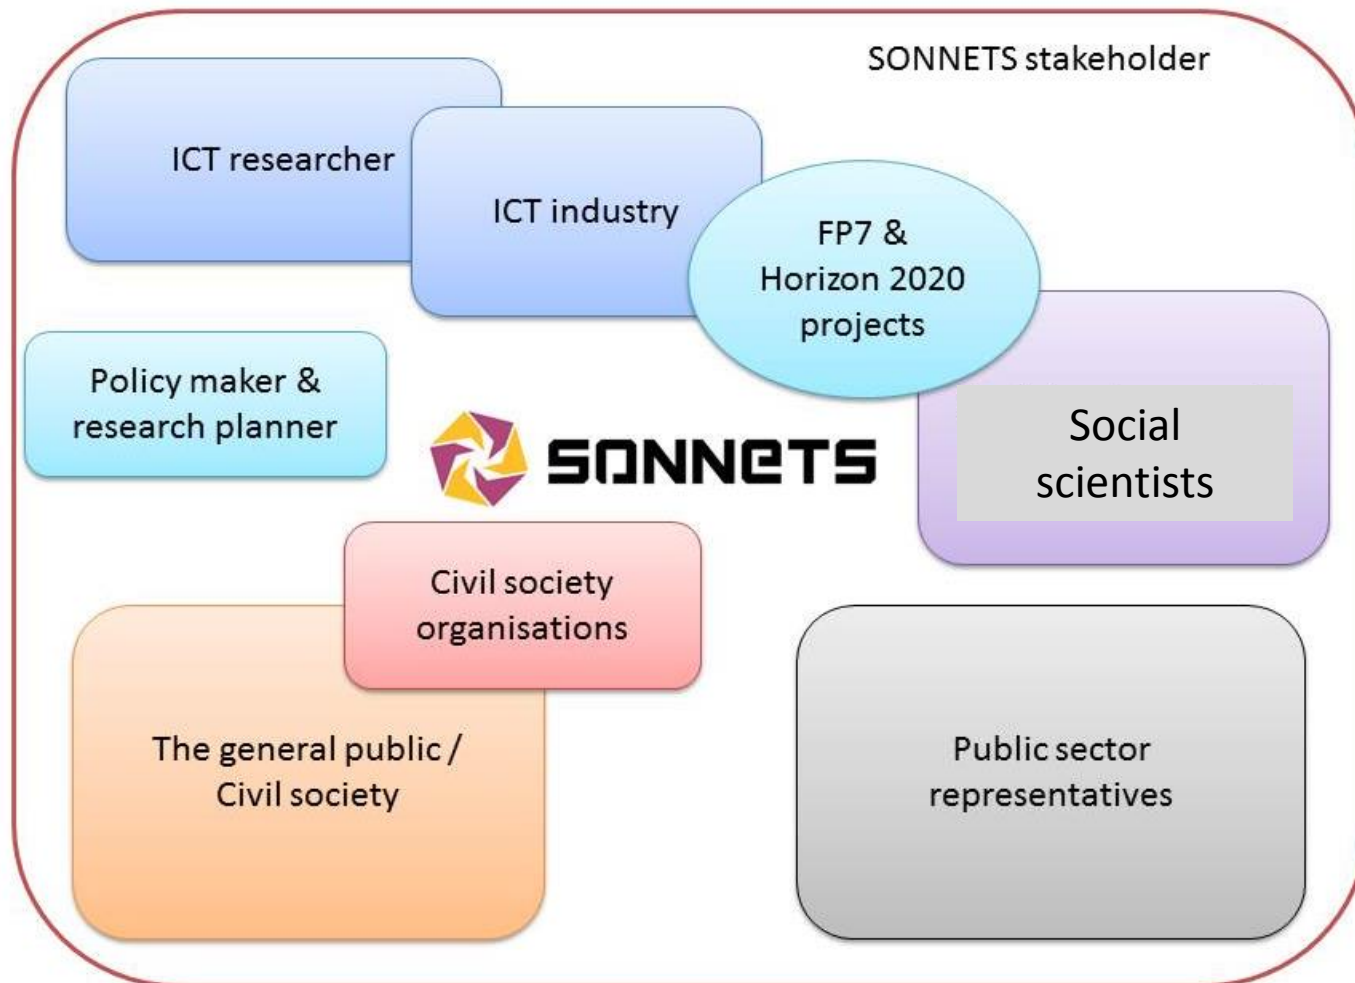 SONNETS stakeholder
ICT researcher
ICT industry
FP7 &
Horizon 2020
projects
Policy maker &
research planner
SONNETS
Social
scientists
Civil society
organisations
The general public /
Civil society
Public sector
representatives